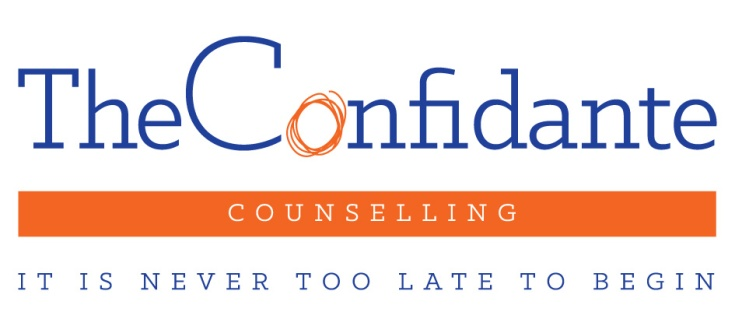 TheConfidante
COUNSELLING
IT IS NEVER TOO LATE TO BEGIN